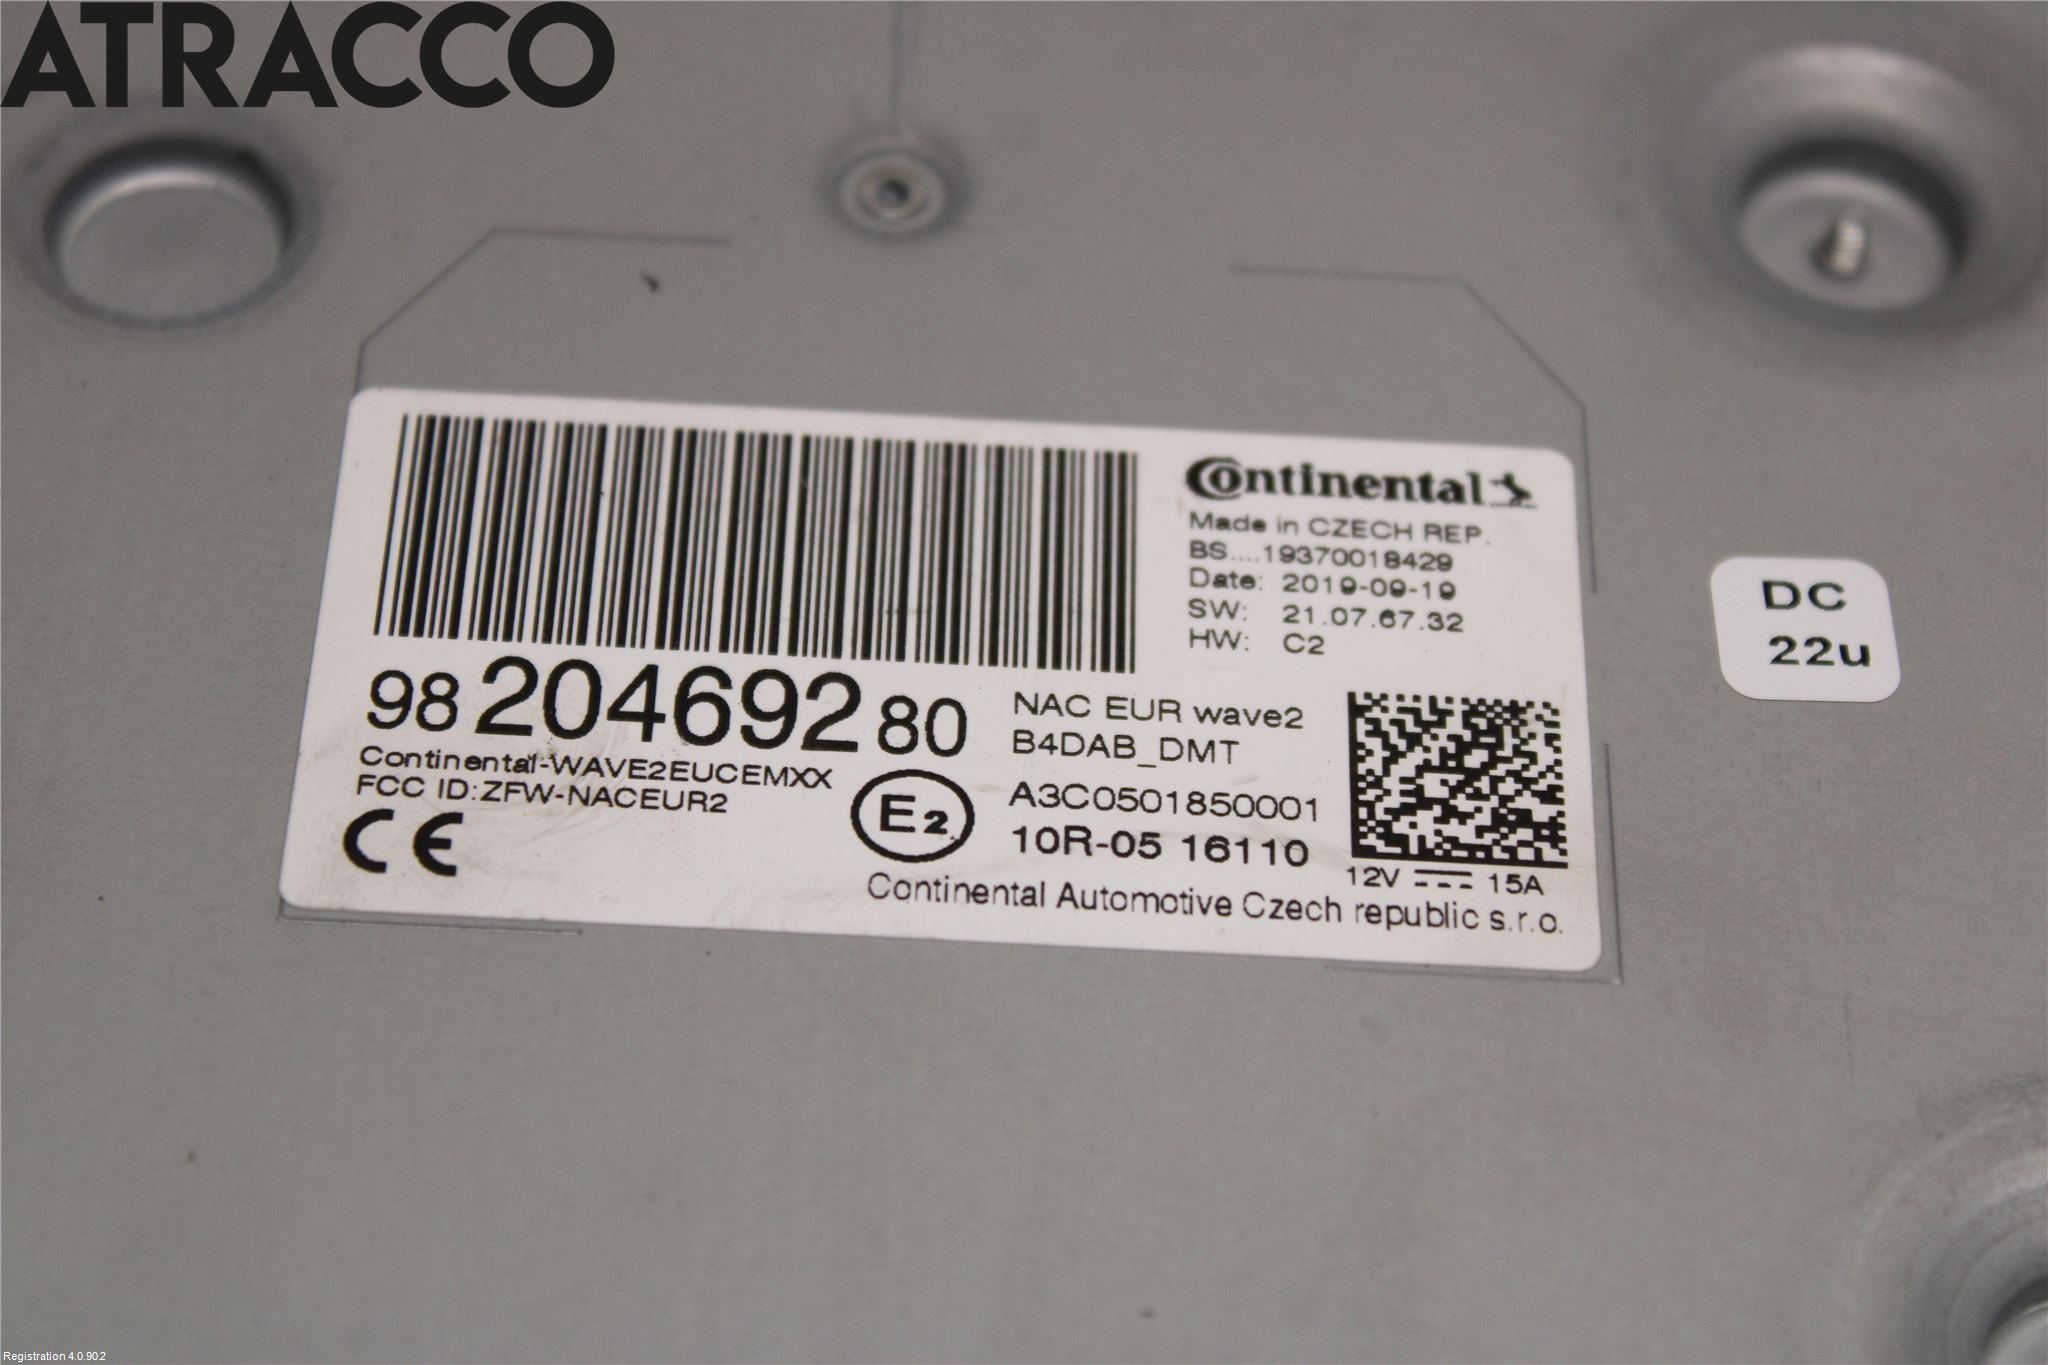 ATRACCO
Continental
Made in CZECH REP.
BS....19370018429
Date: 2019-09-19
SW: 21.07.67.32
HW: C2
DC
22u
98 204692 80
NAC EUR wave2
B4DAB_DMT
Continental-WAVE2EUCEMXX
FCC ID:ZFW-NACEUR2
CE
E2
A3C0501850001
10R-05 16110
12V 15A
Continental Automotive Czech republic s.r.o.
Registration 4.0.90.2